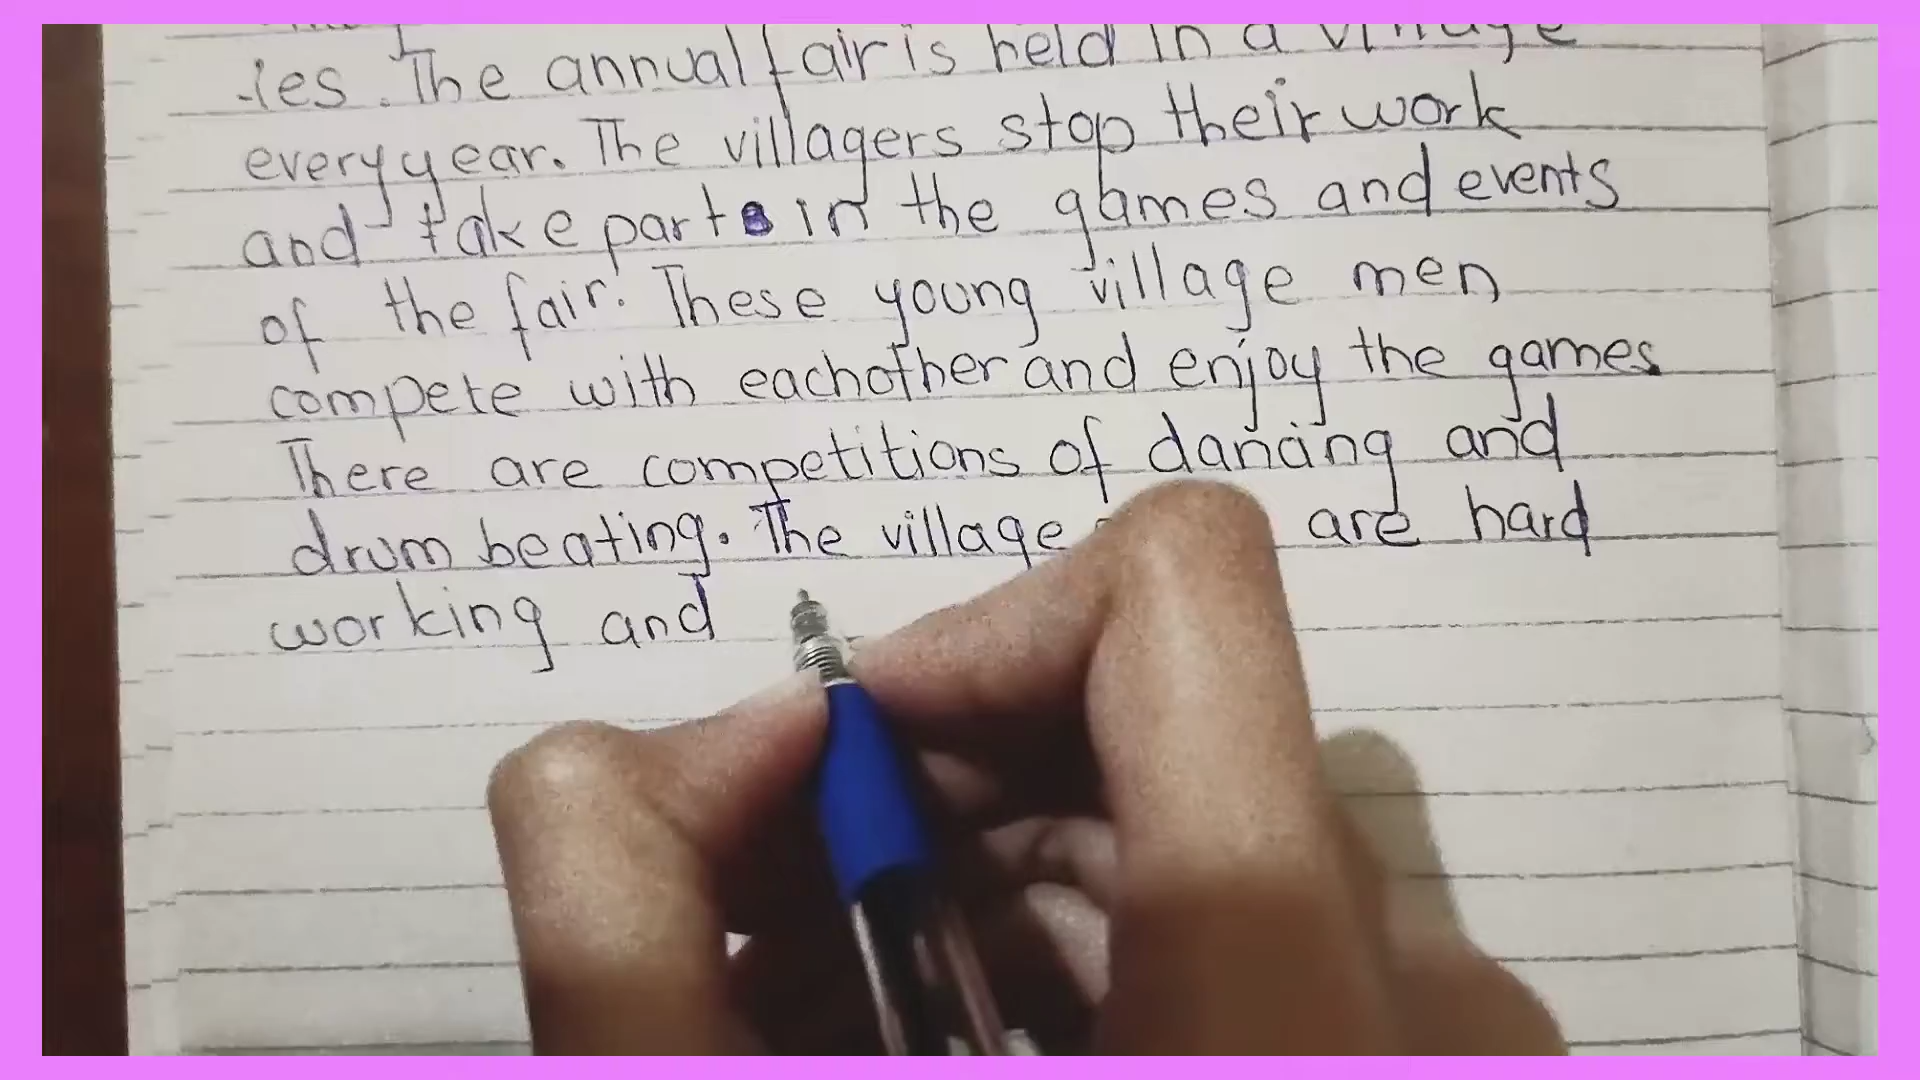 -ies. The annual fair is held in a village
every year. The villagers stop their work
and take part in the games and events
of the fair. These young village men
compete with eachother and enjoy the games
There are competitions of dancing and
drum beating. The village are hard
working and